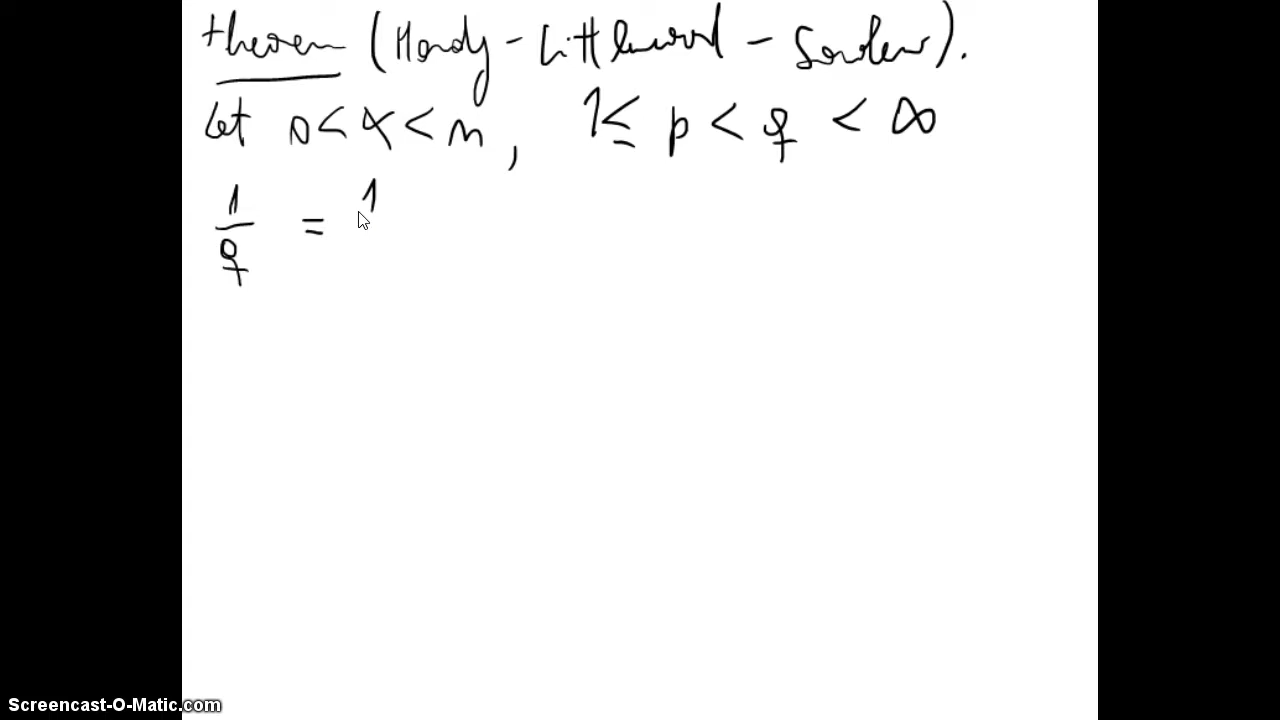 Theorem (Hardy - Littlewood - Sobolev).
Let 0 < α < n, 1 ≤ p < q < ∞
1/q = 1
Screencast-O-Matic.com